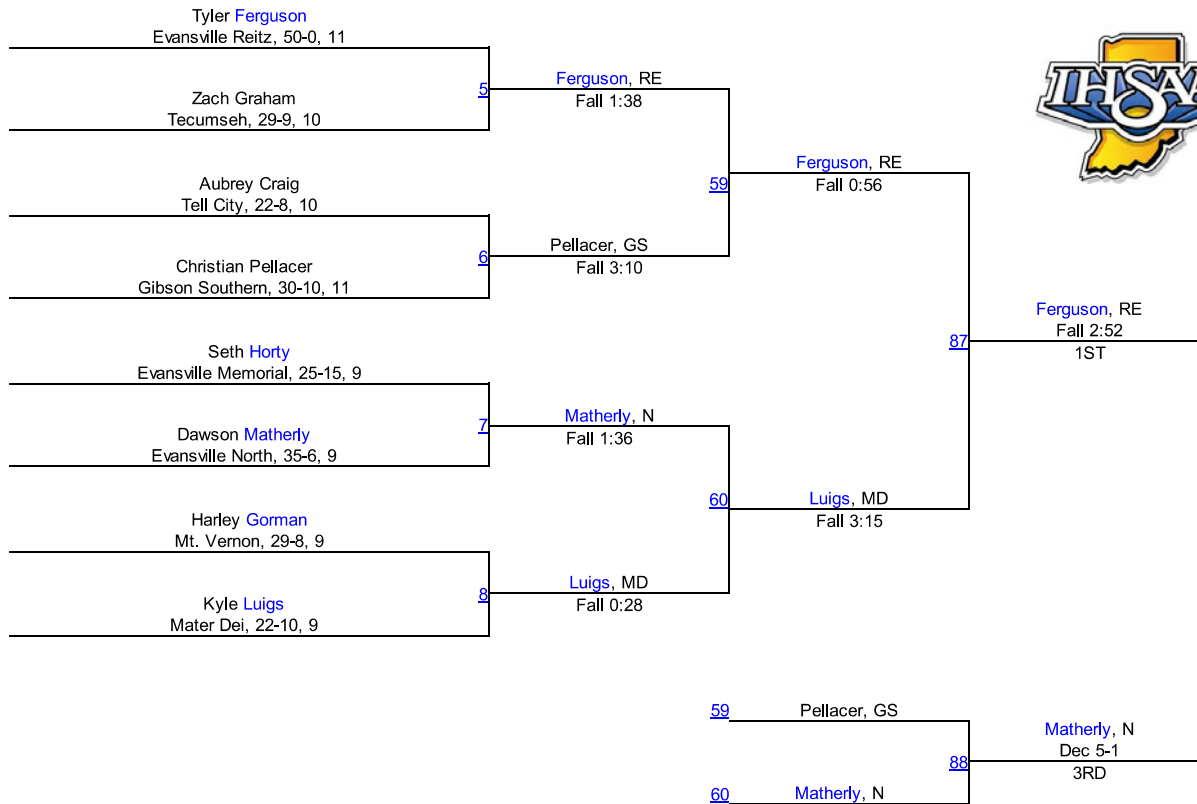 Tyler Ferguson
Evansville Reitz, 50-0, 11
Zach Graham
Tecumseh, 29-9, 10
5
Ferguson, RE
Fall 1:38
Aubrey Craig
Tell City, 22-8, 10
Christian Pellacer
Gibson Southern, 30-10, 11
6
Pellacer, GS
Fall 3:10
59
Ferguson, RE
Fall 0:56
IHSAA
Seth Horty
Evansville Memorial, 25-15, 9
Dawson Matherly
Evansville North, 35-6, 9
7
Matherly, N
Fall 1:36
Harley Gorman
Mt. Vernon, 29-8, 9
Kyle Luigs
Mater Dei, 22-10, 9
8
Luigs, MD
Fall 0:28
60
Luigs, MD
Fall 3:15
87
Ferguson, RE
Fall 2:52
1ST
59
Pellacer, GS
60
Matherly, N
88
Matherly, N
Dec 5-1
3RD